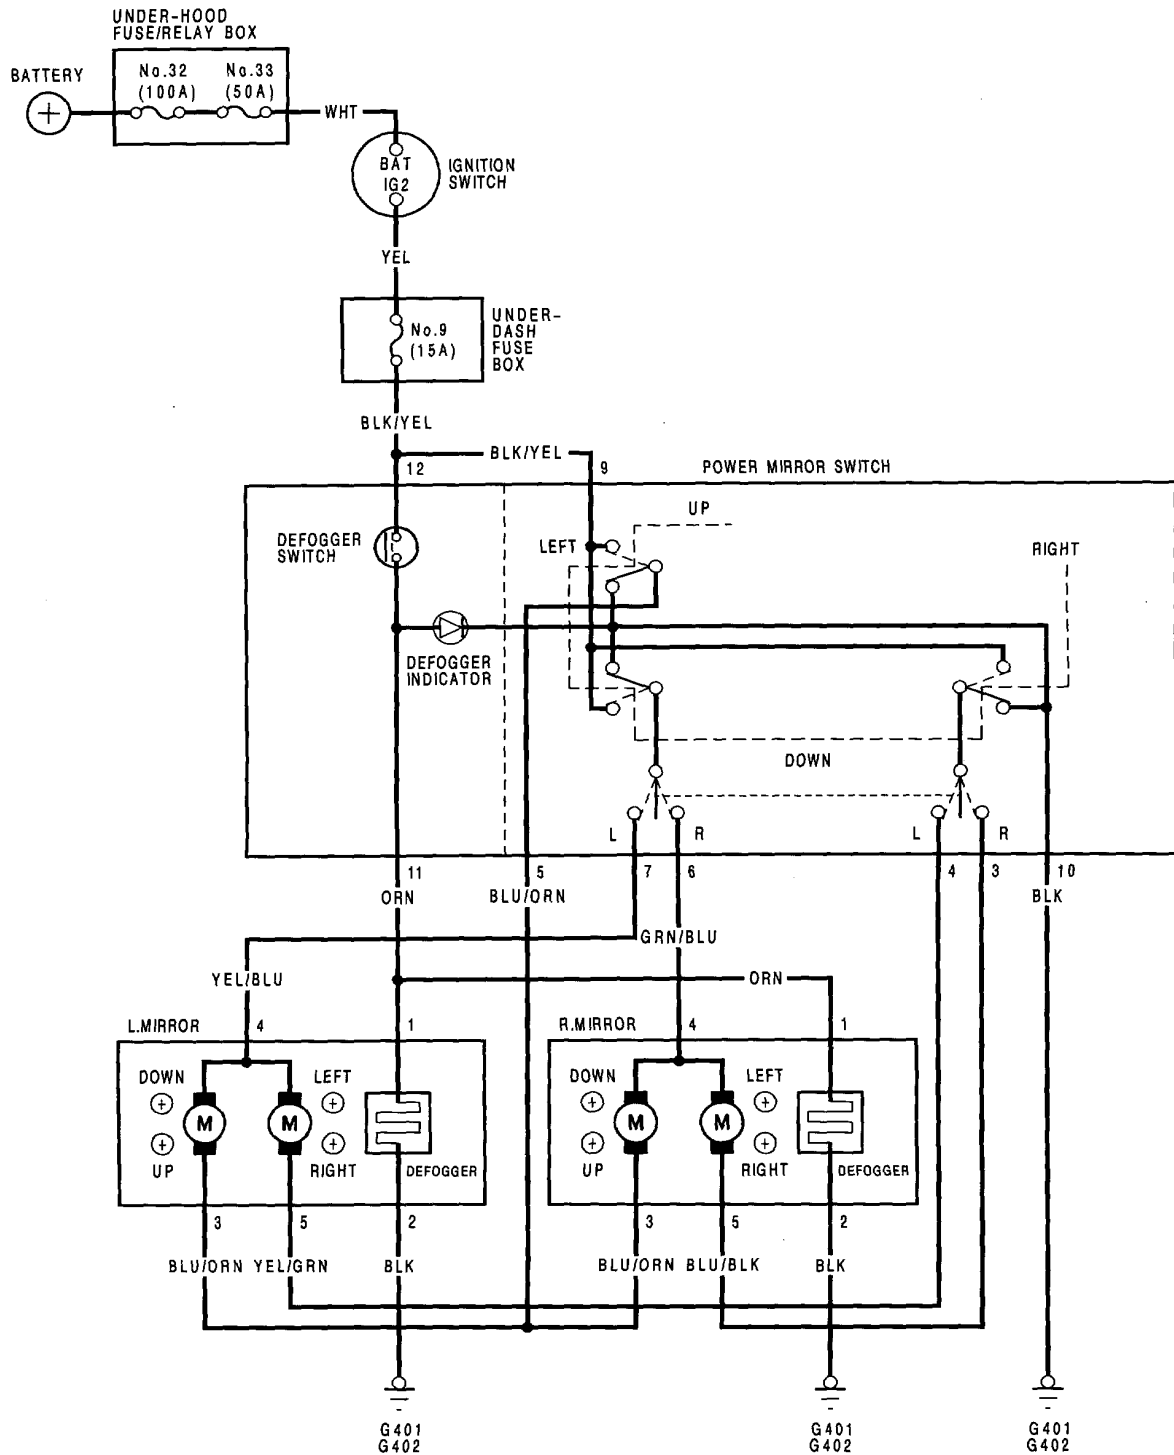 UNDER-HOOD
FUSE/RELAY BOX
BATTERY
No.32
(100A)
No.33
(50A)
WHT
BAT
IG2
IGNITION
SWITCH
YEL
No.9
(15A)
UNDER-
DASH
FUSE
BOX
BLK/YEL
BLK/YEL
12
9
POWER MIRROR SWITCH
UP
DEFOGGER
SWITCH
LEFT
RIGHT
DEFOGGER
INDICATOR
DOWN
L
R
L
R
11
5
7
6
4
3
10
ORN
BLU/ORN
BLK
GRN/BLU
YEL/BLU
ORN
L.MIRROR
4
1
R.MIRROR
4
1
DOWN
LEFT
DOWN
LEFT
M
M
M
M
UP
RIGHT
DEFOGGER
UP
RIGHT
DEFOGGER
3
5
2
3
5
2
BLU/ORN
YEL/GRN
BLK
BLU/ORN
BLU/BLK
BLK
G401
G402
G401
G402
G401
G402